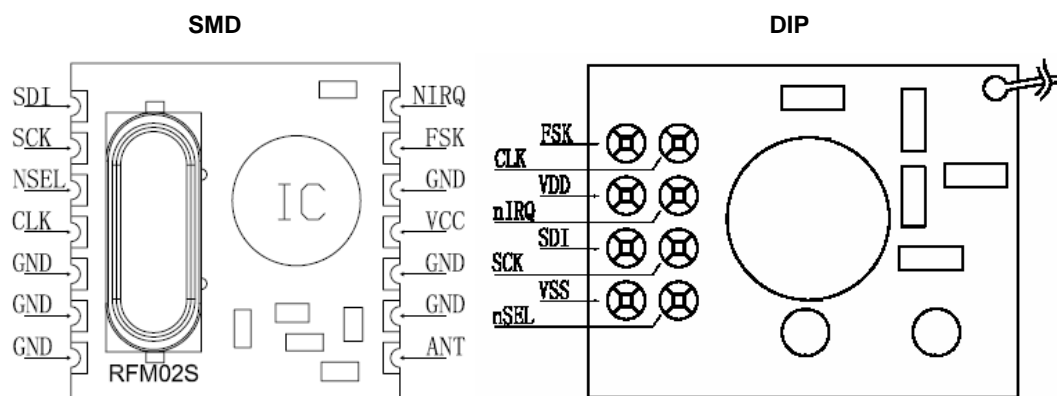 SMD
DIP
SDI
SCK
NSEL
CLK
GND
GND
GND
IC
NIRQ
FSK
GND
VCC
GND
GND
ANT
RFM02S
FSK
CLK
VDD
nIRQ
SDI
SCK
VSS
nSEL